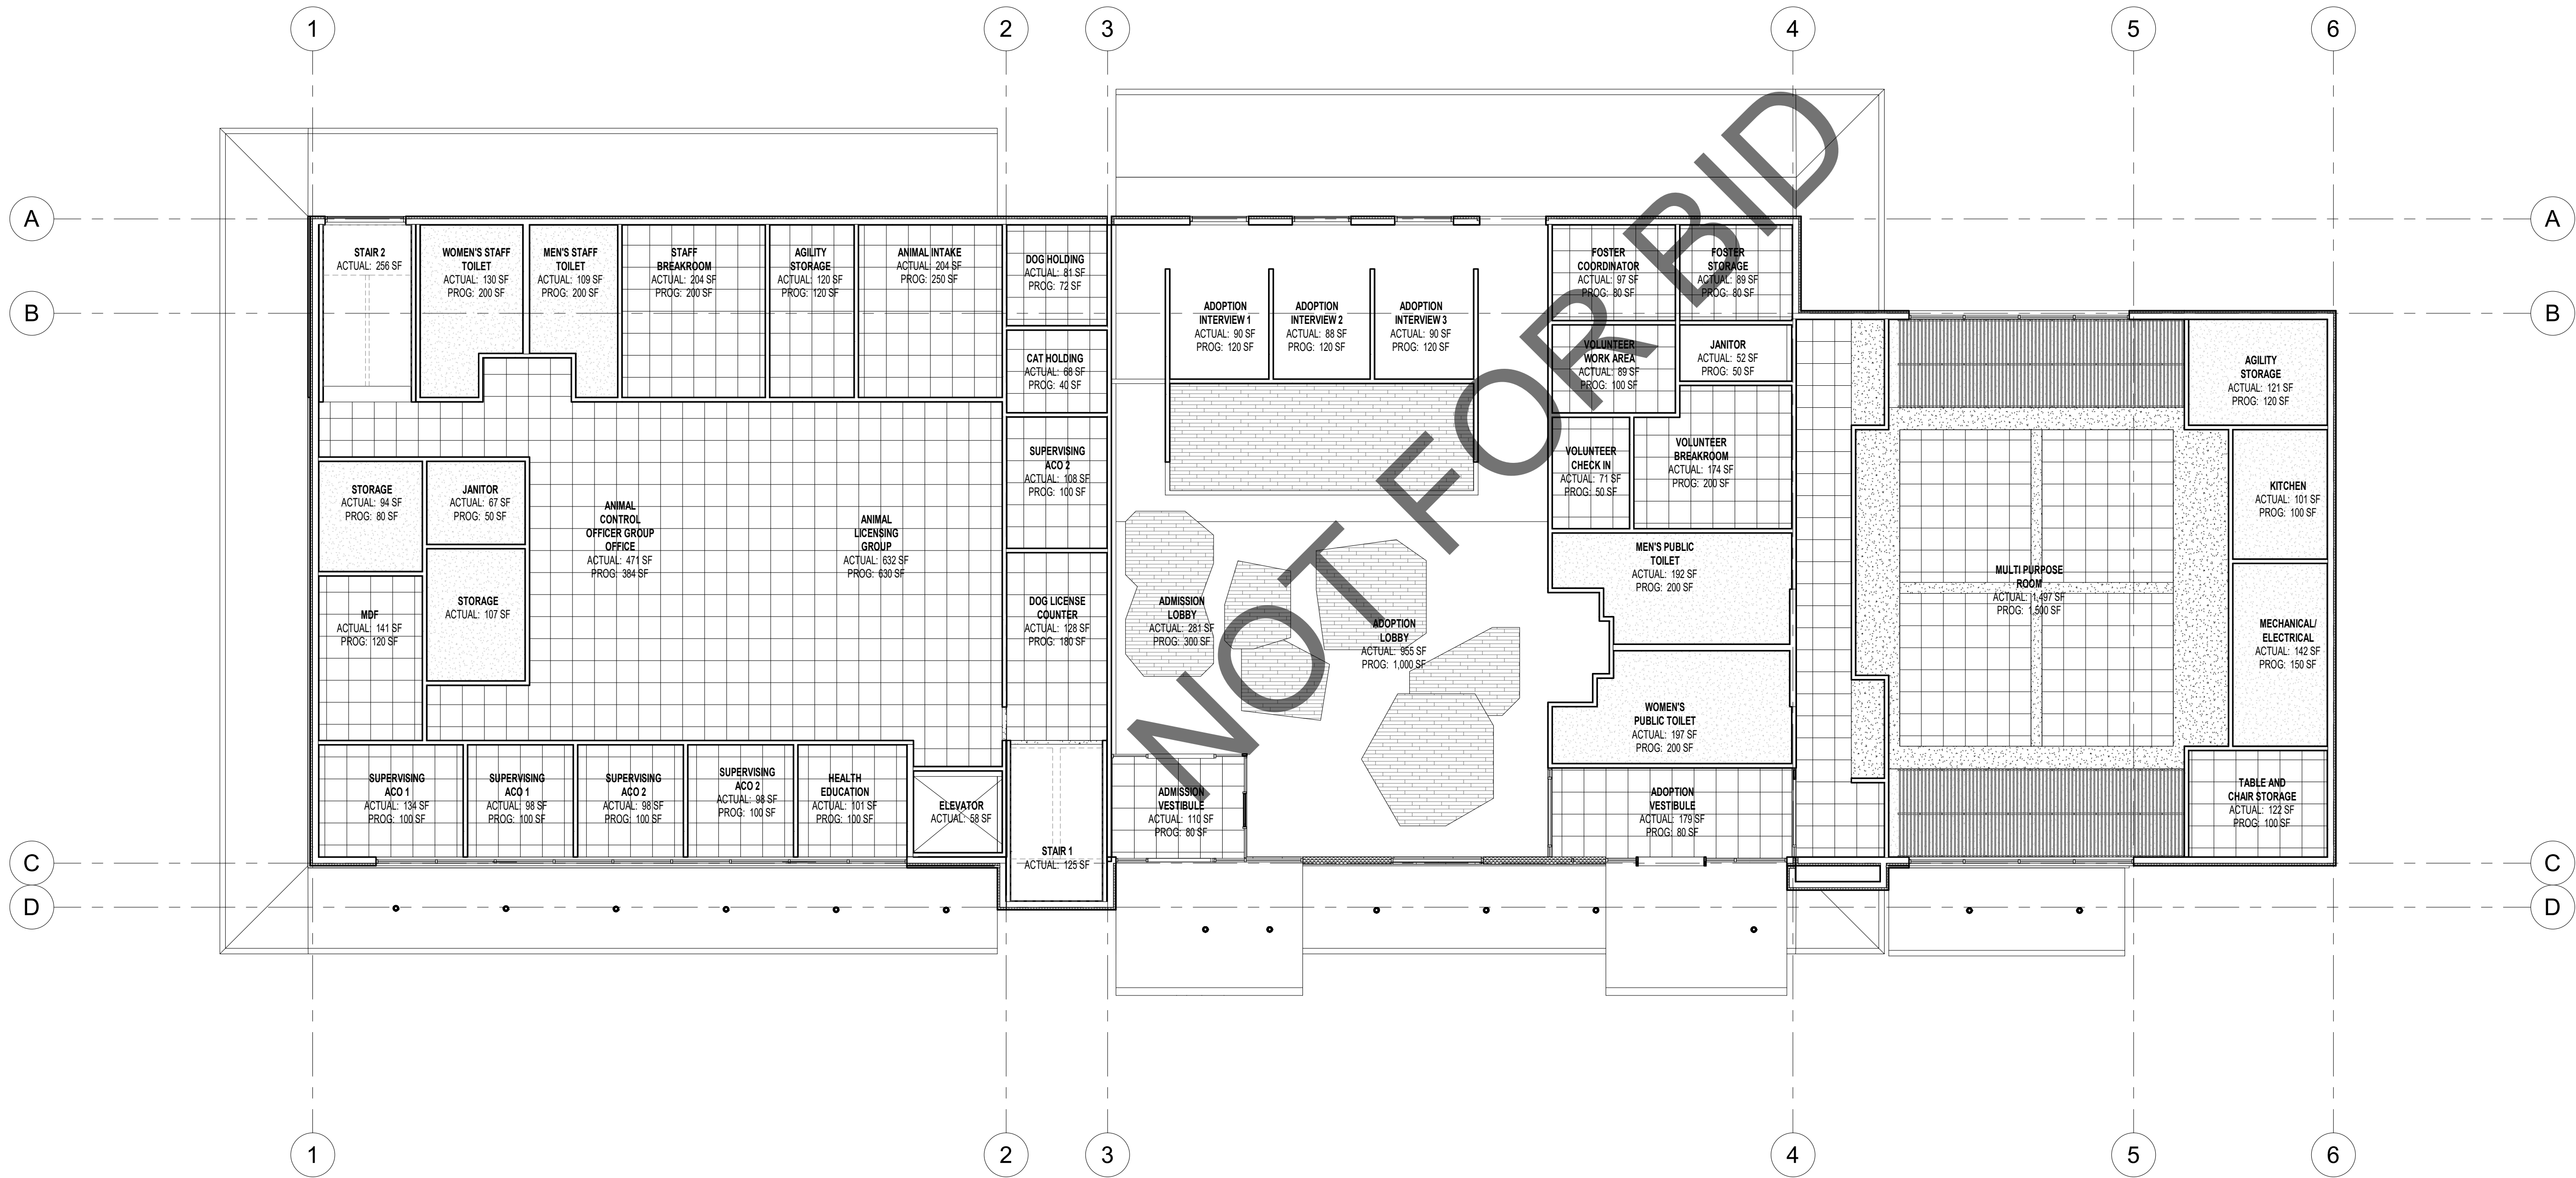 1
2
3
4
5
6
A
A
B
B
STAIR 2
ACTUAL: 256 SF
WOMEN'S STAFF
TOILET
ACTUAL: 130 SF
PROG: 200 SF
MEN'S STAFF
TOILET
ACTUAL: 109 SF
PROG: 200 SF
STAFF
BREAKROOM
ACTUAL: 204 SF
PROG: 200 SF
AGILITY
STORAGE
ACTUAL: 120 SF
PROG: 120 SF
ANIMAL INTAKE
ACTUAL: 204 SF
PROG: 250 SF
DOG HOLDING
ACTUAL: 81 SF
PROG: 72 SF
CAT HOLDING
ACTUAL: 68 SF
PROG: 40 SF
SUPERVISING
ACO 2
ACTUAL: 108 SF
PROG: 100 SF
DOG LICENSE
COUNTER
ACTUAL: 128 SF
PROG: 180 SF
STORAGE
ACTUAL: 94 SF
PROG: 80 SF
JANITOR
ACTUAL: 67 SF
PROG: 50 SF
STORAGE
ACTUAL: 107 SF
MDF
ACTUAL: 141 SF
PROG: 120 SF
ANIMAL
CONTROL
OFFICER GROUP
OFFICE
ACTUAL: 471 SF
PROG: 384 SF
ANIMAL
LICENSING
GROUP
ACTUAL: 632 SF
PROG: 630 SF
SUPERVISING
ACO 1
ACTUAL: 134 SF
PROG: 100 SF
SUPERVISING
ACO 1
ACTUAL: 98 SF
PROG: 100 SF
SUPERVISING
ACO 2
ACTUAL: 98 SF
PROG: 100 SF
SUPERVISING
ACO 2
ACTUAL: 98 SF
PROG: 100 SF
HEALTH
EDUCATION
ACTUAL: 101 SF
PROG: 100 SF
ELEVATOR
ACTUAL: 58 SF
STAIR 1
ACTUAL: 125 SF
ADOPTION
INTERVIEW 1
ACTUAL: 90 SF
PROG: 120 SF
ADOPTION
INTERVIEW 2
ACTUAL: 88 SF
PROG: 120 SF
ADOPTION
INTERVIEW 3
ACTUAL: 90 SF
PROG: 120 SF
ADMISSION
LOBBY
ACTUAL: 281 SF
PROG: 300 SF
ADOPTION
LOBBY
ACTUAL: 955 SF
PROG: 1,000 SF
ADMISSION
VESTIBULE
ACTUAL: 110 SF
PROG: 80 SF
FOSTER
COORDINATOR
ACTUAL: 97 SF
PROG: 80 SF
FOSTER
STORAGE
ACTUAL: 89 SF
PROG: 80 SF
VOLUNTEER
WORK AREA
ACTUAL: 89 SF
PROG: 100 SF
JANITOR
ACTUAL: 52 SF
PROG: 50 SF
VOLUNTEER
CHECK IN
ACTUAL: 71 SF
PROG: 50 SF
VOLUNTEER
BREAKROOM
ACTUAL: 174 SF
PROG: 200 SF
MEN'S PUBLIC
TOILET
ACTUAL: 192 SF
PROG: 200 SF
WOMEN'S
PUBLIC TOILET
ACTUAL: 197 SF
PROG: 200 SF
ADOPTION
VESTIBULE
ACTUAL: 179 SF
PROG: 80 SF
MULTI PURPOSE
ROOM
ACTUAL: 1,497 SF
PROG: 1,500 SF
AGILITY
STORAGE
ACTUAL: 121 SF
PROG: 120 SF
KITCHEN
ACTUAL: 101 SF
PROG: 100 SF
MECHANICAL/
ELECTRICAL
ACTUAL: 142 SF
PROG: 150 SF
TABLE AND
CHAIR STORAGE
ACTUAL: 122 SF
PROG: 100 SF
NOT FOR BID
C
C
D
D
1
2
3
4
5
6